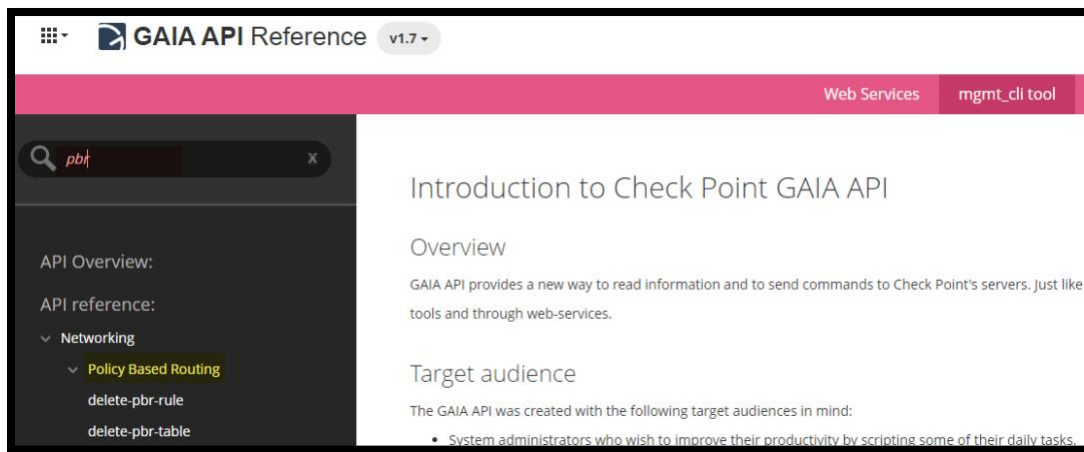 GAIA API Reference v1.7
Web Services mgmt_cli tool
pbr x
Introduction to Check Point GAIA API
Overview
API Overview:
GAIA API provides a new way to read information and to send commands to Check Point's servers. Just like
API reference:
tools and through web-services.
Networking
Policy Based Routing
Target audience
delete-pbr-rule
The GAIA API was created with the following target audiences in mind:
delete-pbr-table
• System administrators who wish to improve their productivity by scripting some of their daily tasks.